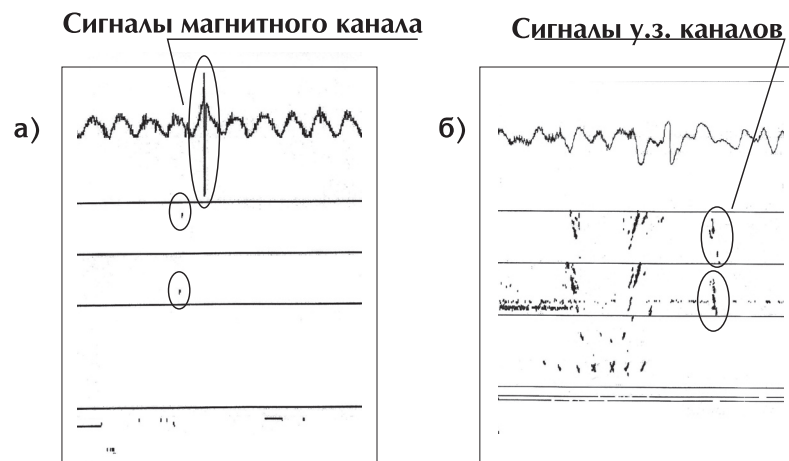 Сигналы магнитного канала
Сигналы у.з. каналов
а)
б)